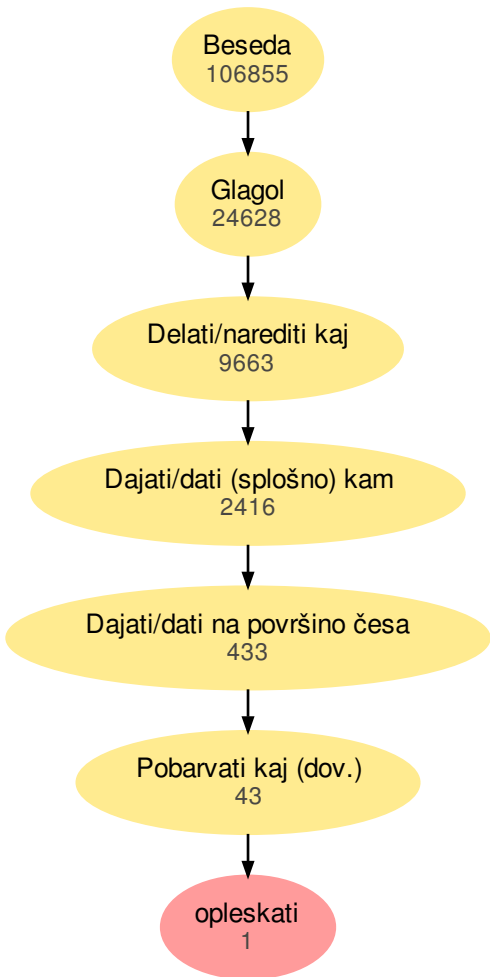 Beseda
106855
Glagol
24628
Delati/narediti kaj
9663
Dajati/dati (splošno) kam
2416
Dajati/dati na površino česa
433
Pobarvati kaj (dov.)
43
opleskati
1